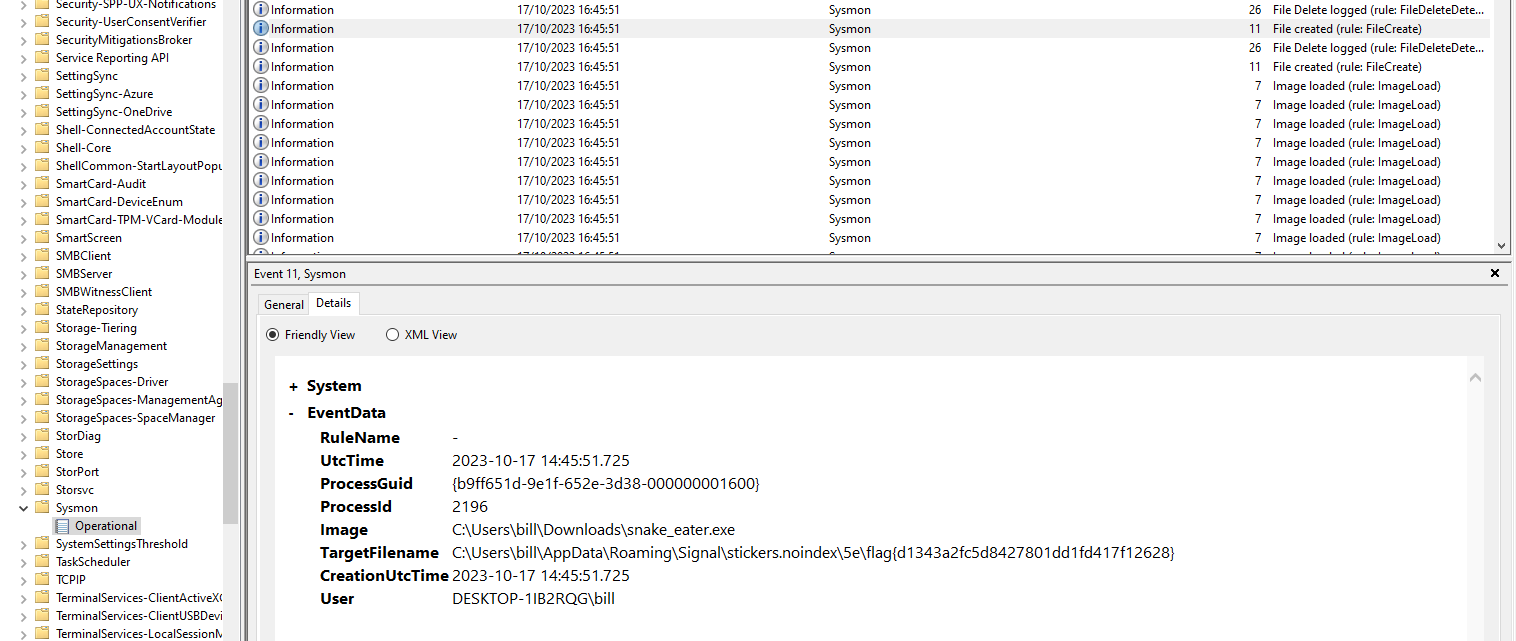 Security-SPP-UX-Notifications
Security-UserConsentVerifier
SecurityMitigationsBroker
Service Reporting API
SettingSync
SettingSync-Azure
SettingSync-OneDrive
Shell-ConnectedAccountState
Shell-Core
ShellCommon-StartLayoutPopu
SmartCard-Audit
SmartCard-DeviceEnum
SmartCard-TPM-VCard-Module
SmartScreen
SMBClient
SMBServer
SMBWitnessClient
StateRepository
Storage-Tiering
StorageManagement
StorageSettings
StorageSpaces-Driver
StorageSpaces-ManagementAg
StorageSpaces-SpaceManager
StorDiag
Store
StorPort
Storsvc
Sysmon
Operational
SystemSettingsThreshold
TaskScheduler
TCPIP
TerminalServices-ClientActiveX
TerminalServices-ClientUSBDevi
TerminalServices-LocalSessionM
Information 17/10/2023 16:45:51 Sysmon 26 File Delete logged (rule: FileDeleteDete...
Information 17/10/2023 16:45:51 Sysmon 11 File created (rule: FileCreate)
Information 17/10/2023 16:45:51 Sysmon 26 File Delete logged (rule: FileDeleteDete...
Information 17/10/2023 16:45:51 Sysmon 11 File created (rule: FileCreate)
Information 17/10/2023 16:45:51 Sysmon 7 Image loaded (rule: ImageLoad)
Information 17/10/2023 16:45:51 Sysmon 7 Image loaded (rule: ImageLoad)
Information 17/10/2023 16:45:51 Sysmon 7 Image loaded (rule: ImageLoad)
Information 17/10/2023 16:45:51 Sysmon 7 Image loaded (rule: ImageLoad)
Information 17/10/2023 16:45:51 Sysmon 7 Image loaded (rule: ImageLoad)
Information 17/10/2023 16:45:51 Sysmon 7 Image loaded (rule: ImageLoad)
Information 17/10/2023 16:45:51 Sysmon 7 Image loaded (rule: ImageLoad)
Information 17/10/2023 16:45:51 Sysmon 7 Image loaded (rule: ImageLoad)
Information 17/10/2023 16:45:51 Sysmon 7 Image loaded (rule: ImageLoad)
Event 11, Sysmon
General Details
Friendly View XML View
+ System
- EventData
RuleName -
UtcTime 2023-10-17 14:45:51.725
ProcessGuid {b9ff651d-9e1f-652e-3d38-000000001600}
ProcessId 2196
Image C:\Users\bill\Downloads\snake_eater.exe
TargetFilename C:\Users\bill\AppData\Roaming\Signal\stickers.noindex\5e\flag{d1343a2fc5d8427801dd1fd417f12628}
CreationUtcTime 2023-10-17 14:45:51.725
User DESKTOP-1IB2RQG\bill